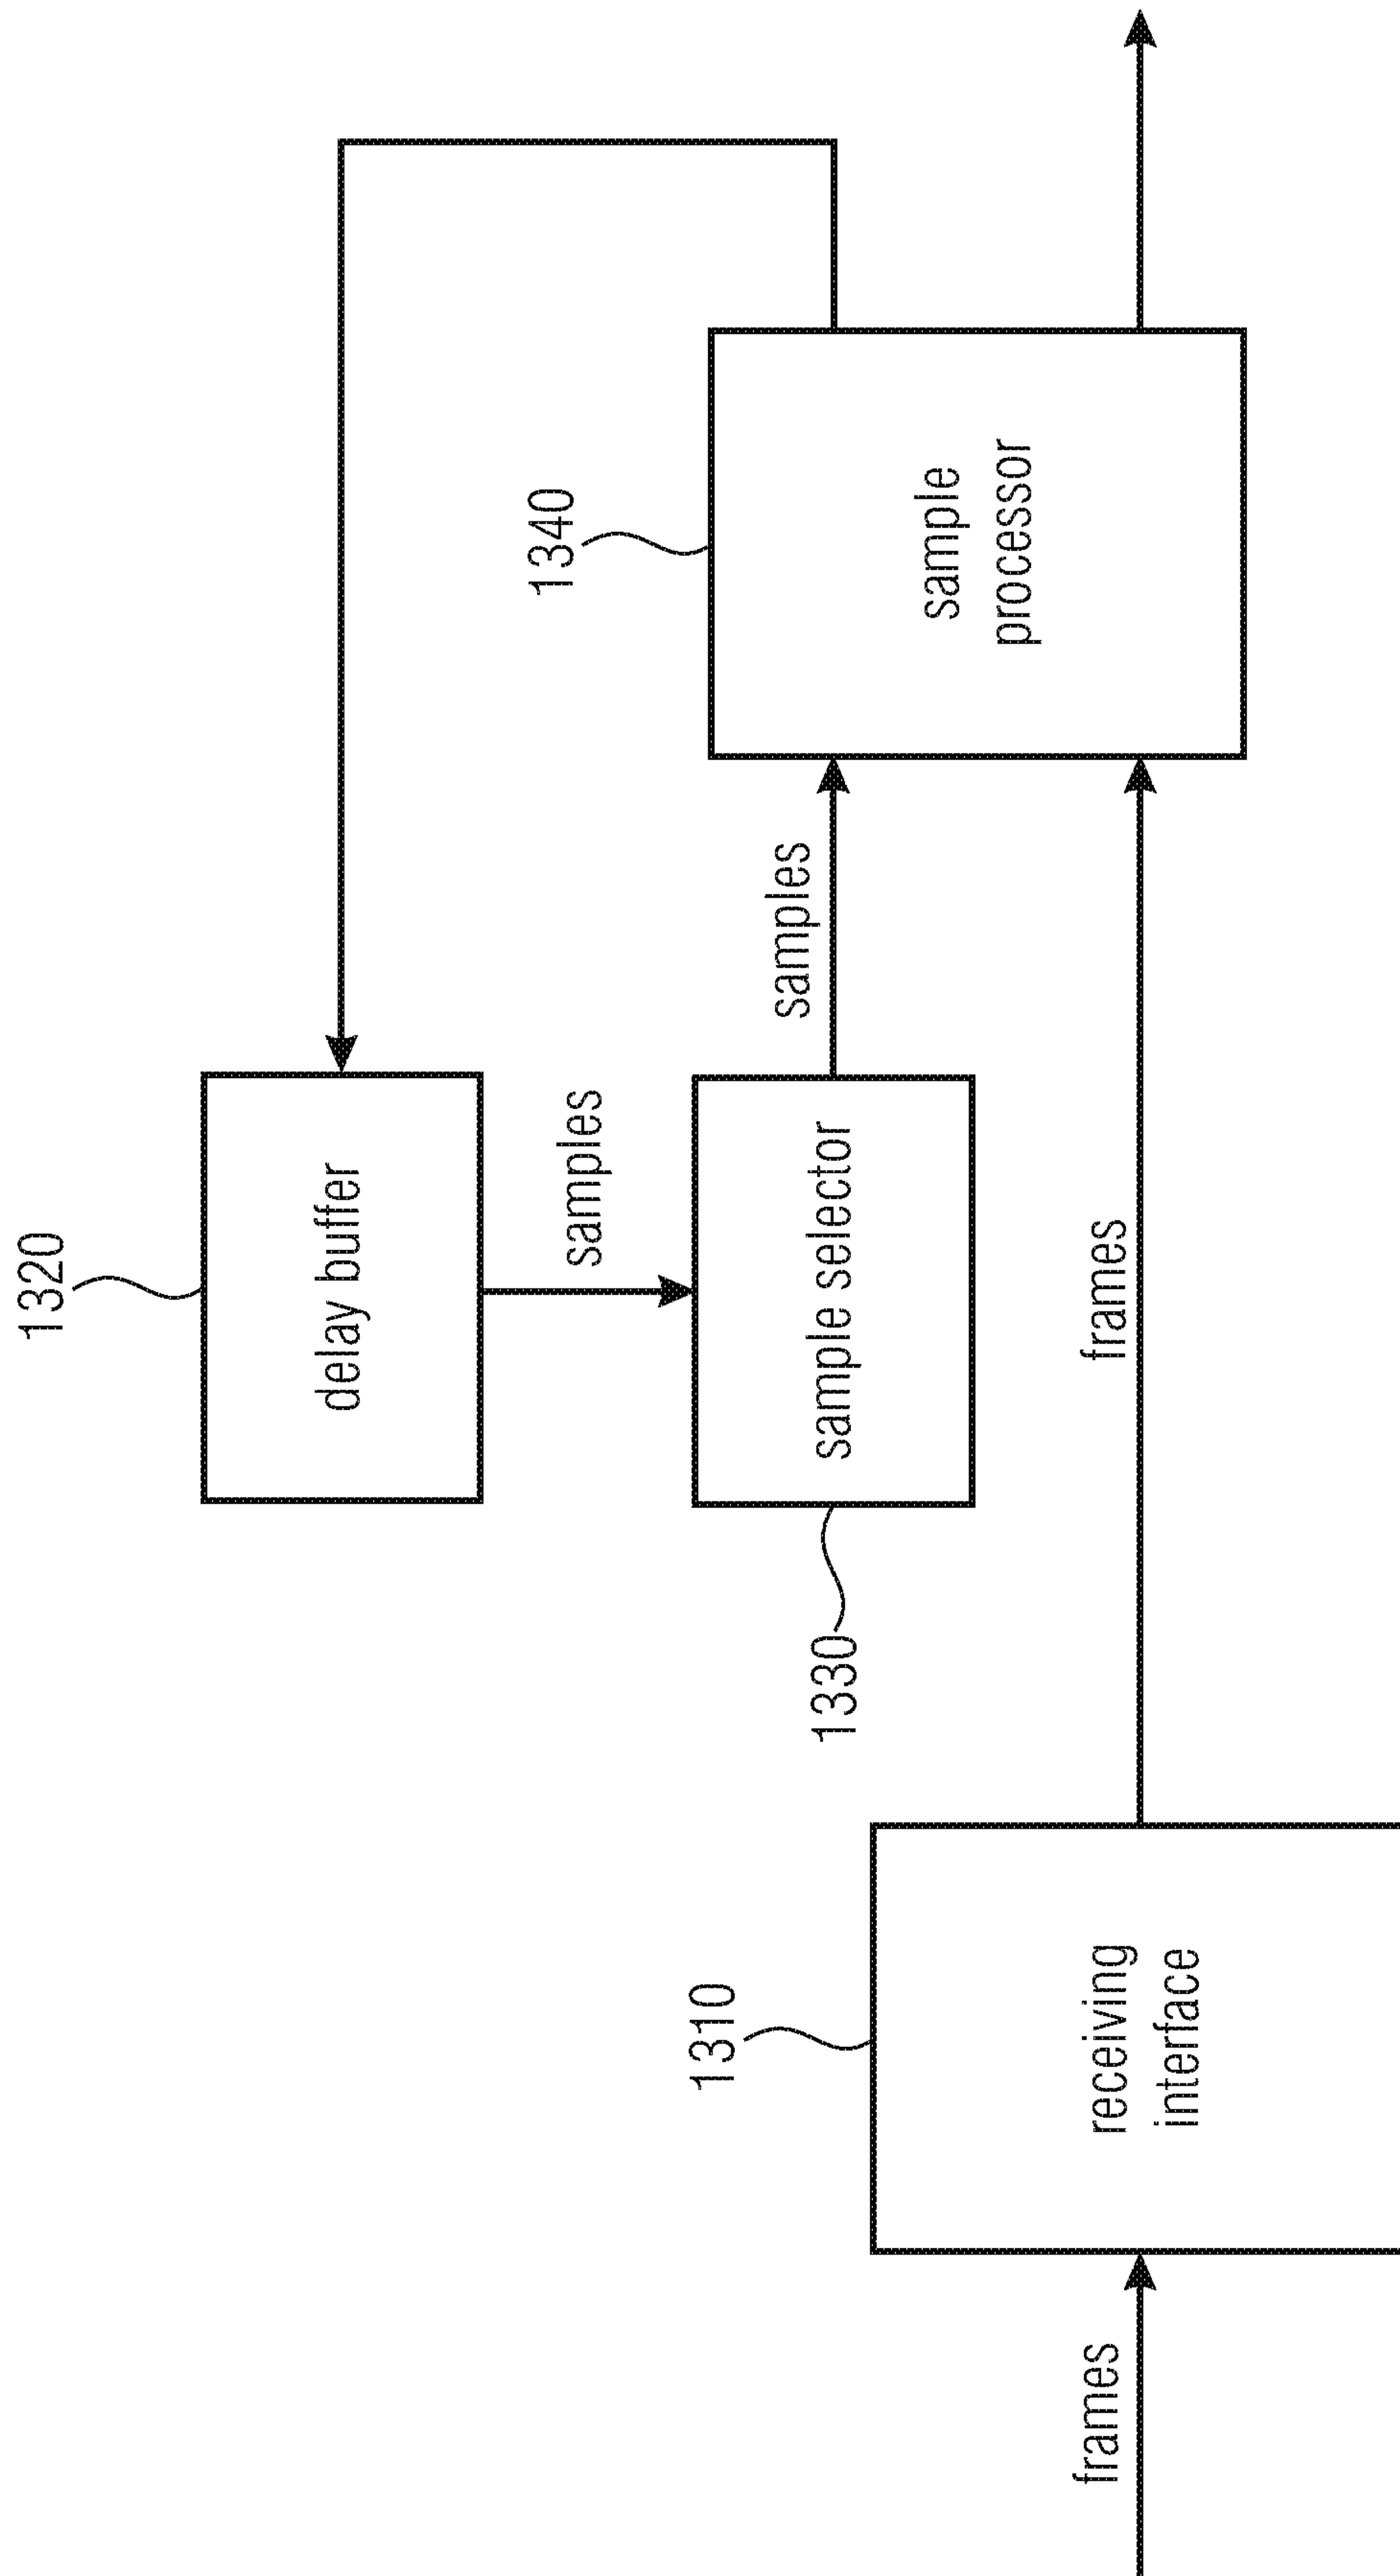 1320
delay buffer
samples
1340
sample
processor
samples
sample selector
1330
1310
receiving
interface
frames
frames